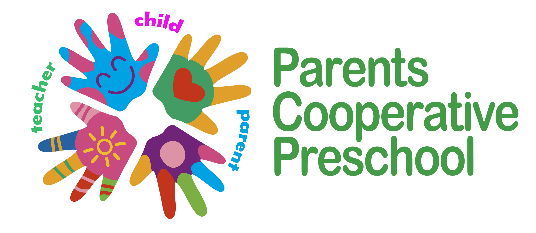 child
teacher
parent
Parents
Cooperative
Preschool